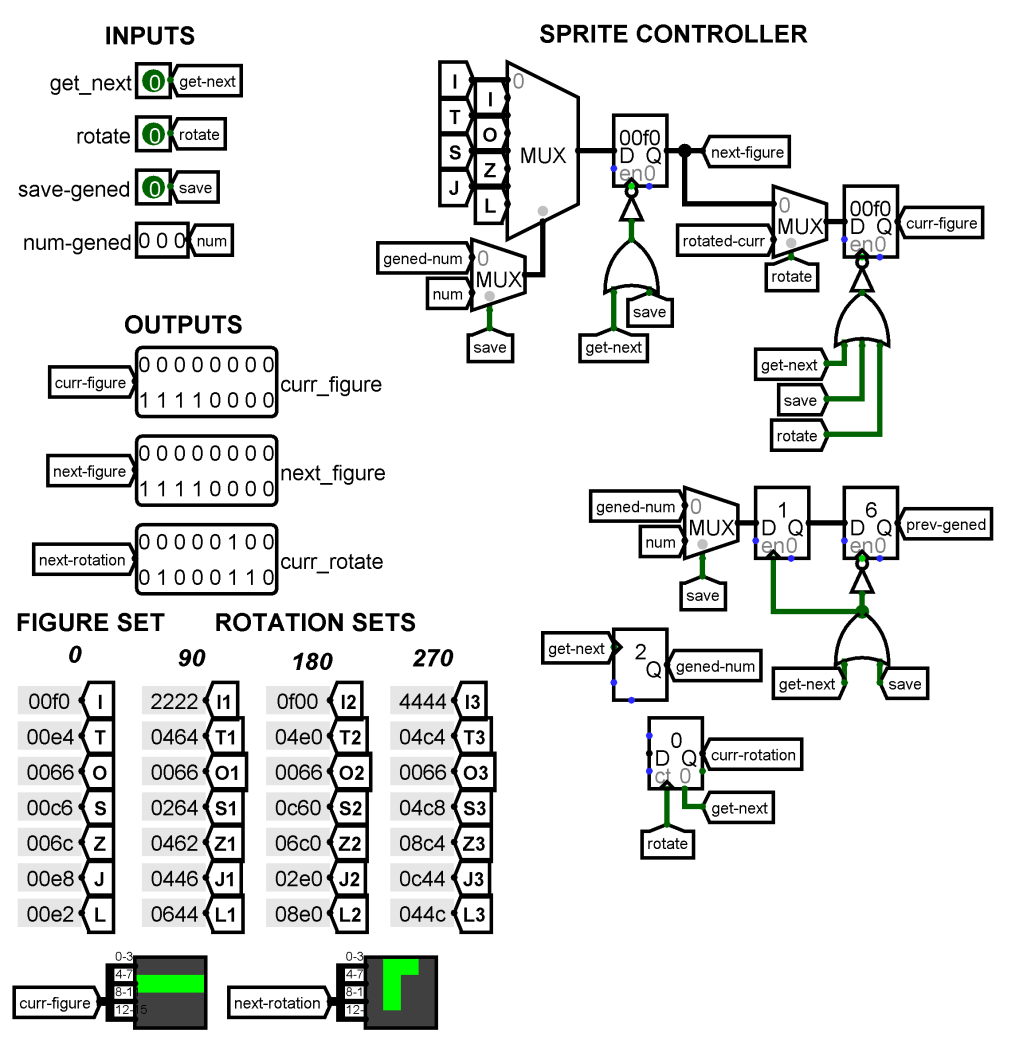 INPUTS
get_next 0 get-next
rotate 0 rotate
save-gened 0 save
num-gened 0 0 0 num
OUTPUTS
curr-figure 0 0 0 0 0 0 0 0
1 1 1 1 0 0 0 0 curr_figure
next-figure 0 0 0 0 0 0 0 0
1 1 1 1 0 0 0 0 next_figure
next-rotation 0 0 0 0 0 1 0 0
0 1 0 0 0 1 1 0 curr_rotate
FIGURE SET ROTATION SETS
0 90 180 270
00f0 I 2222 I1 0f00 I2 4444 I3
00e4 T 0464 T1 04e0 T2 04c4 T3
0066 O 0066 O1 0066 O2 0066 O3
00c6 S 0264 S1 0c60 S2 04c8 S3
006c Z 0462 Z1 06c0 Z2 08c4 Z3
00e8 J 0446 J1 02e0 J2 0c44 J3
00e2 L 0644 L1 08e0 L2 044c L3
curr-figure
0-3
4-7
8-1
12-15
next-rotation
0-3
4-7
8-1
12-
SPRITE CONTROLLER
I
I
T
O
S
Z
J
L
0
MUX
gened-num
num
0
MUX
save
00f0
D Q
en 0
next-figure
get-next
save
rotated-curr
0
MUX
rotate
00f0
D Q
en 0
curr-figure
get-next
save
rotate
gened-num
num
0
MUX
save
1
D Q
en 0
6
D Q
en 0
prev-gened
get-next
save
get-next
2
Q
gened-num
0
D Q
ct 0
curr-rotation
get-next
rotate